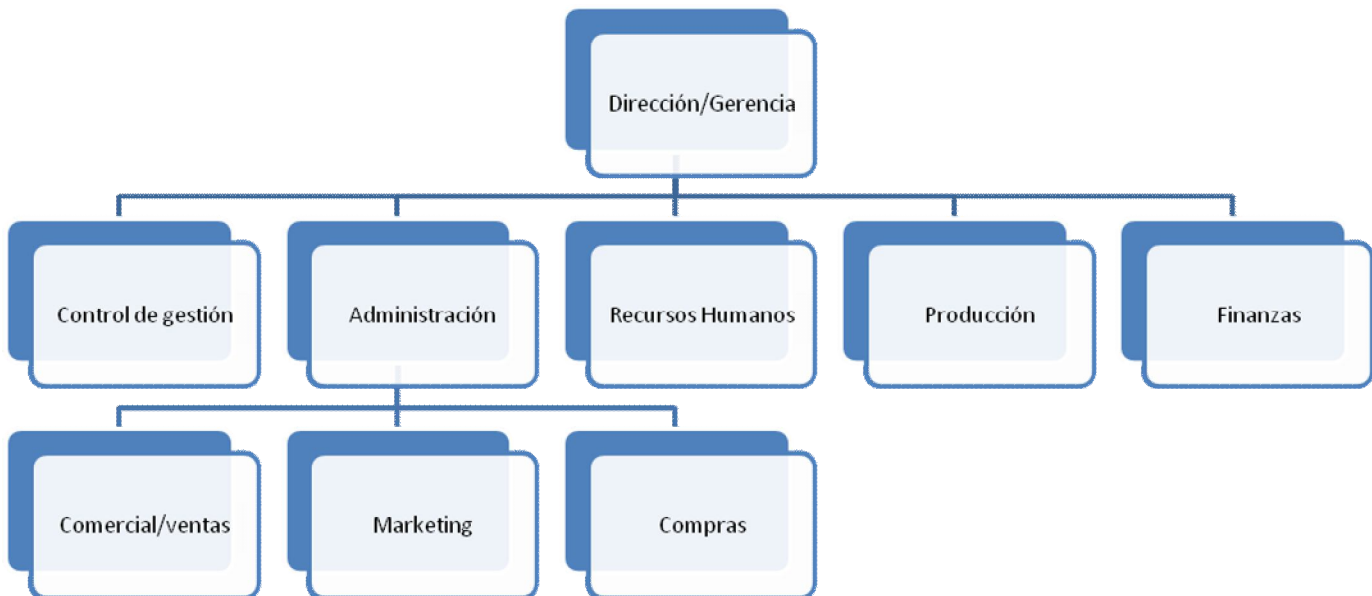 Dirección/Gerencia
Control de gestión
Administración
Recursos Humanos
Producción
Finanzas
Comercial/ventas
Marketing
Compras